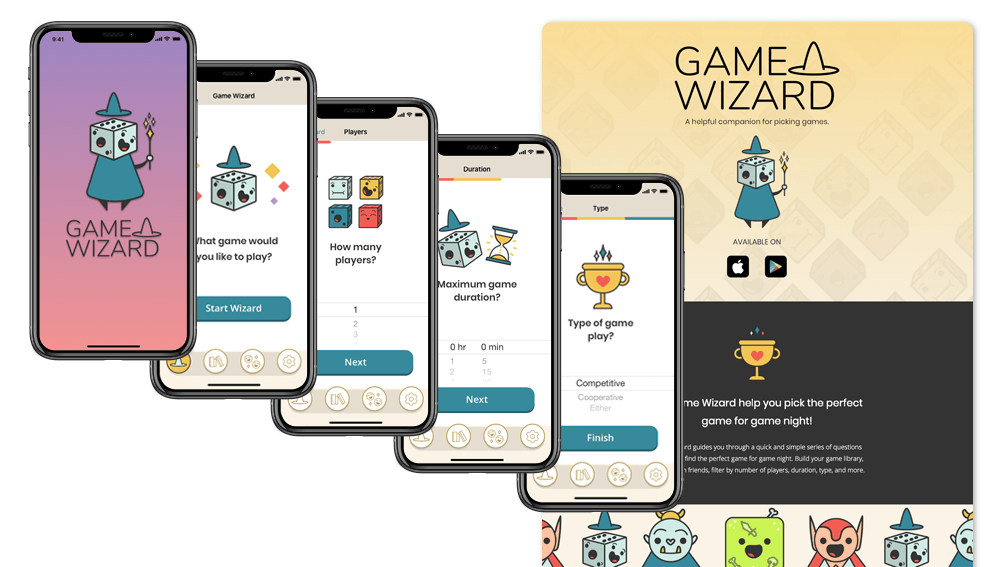 9:41
GAME
WIZARD
Game Wizard
What game would
you like to play?
Start Wizard
Players
How many
players?
1
2
3
Next
Duration
Maximum game
duration?
0 hr 0 min
1 5
2 15
Next
Type
Type of game
play?
Competitive
Cooperative
Either
Finish
GAME
WIZARD
A helpful companion for picking games.
AVAILABLE ON
Wizard help you pick the perfect
game for game night!
guides you through a quick and simple series of questions
find the perfect game for game night. Build your game library,
friends, filter by number of players, duration, type, and more.